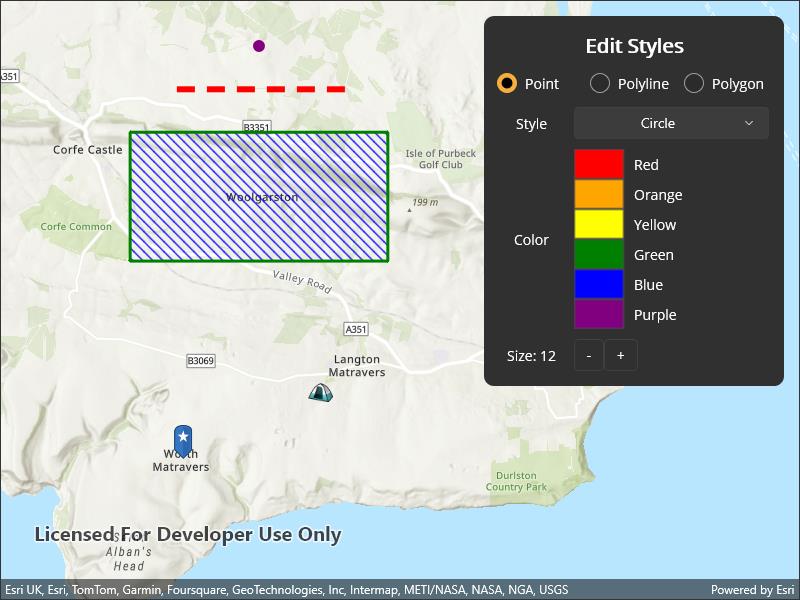 Edit Styles
Point
Polyline
Polygon
Style
Circle
Color
Red
Orange
Yellow
Green
Blue
Purple
Size: 12
-
+
A351
B3351
Corfe Castle
Isle of Purbeck
Golf Club
Woolgarston
199 m
Corfe Common
Valley Road
A351
B3069
Langton
Matravers
Worth
Matravers
Durlston
Country Park
Licensed For Developer Use Only
Alban's
Head
Esri UK, Esri, TomTom, Garmin, Foursquare, GeoTechnologies, Inc, Intermap, METI/NASA, NASA, NGA, USGS
Powered by Esri